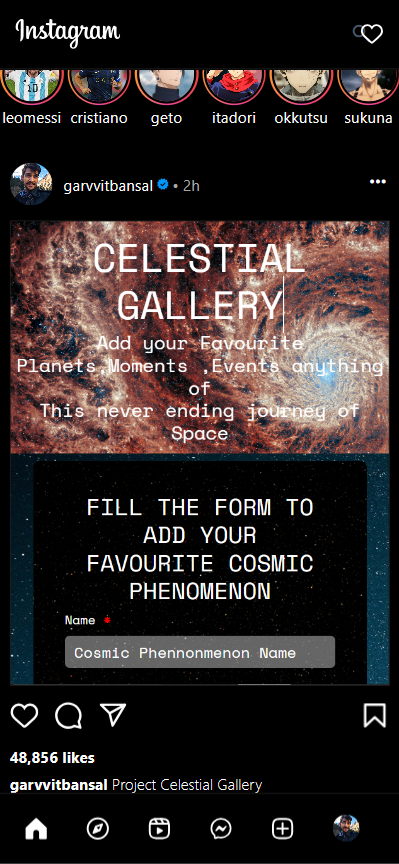 Instagram
leomessi cristiano geto itadori okkutsu sukuna
garvvitbansal • 2h
CELESTIAL
GALLERY
Add your Favourite
Planets,Moments ,Events anything
of
This never ending journey of
Space
FILL THE FORM TO
ADD YOUR
FAVOURITE COSMIC
PHENOMENON
Name *
Cosmic Phennonmenon Name
48,856 likes
garvvitbansal Project Celestial Gallery